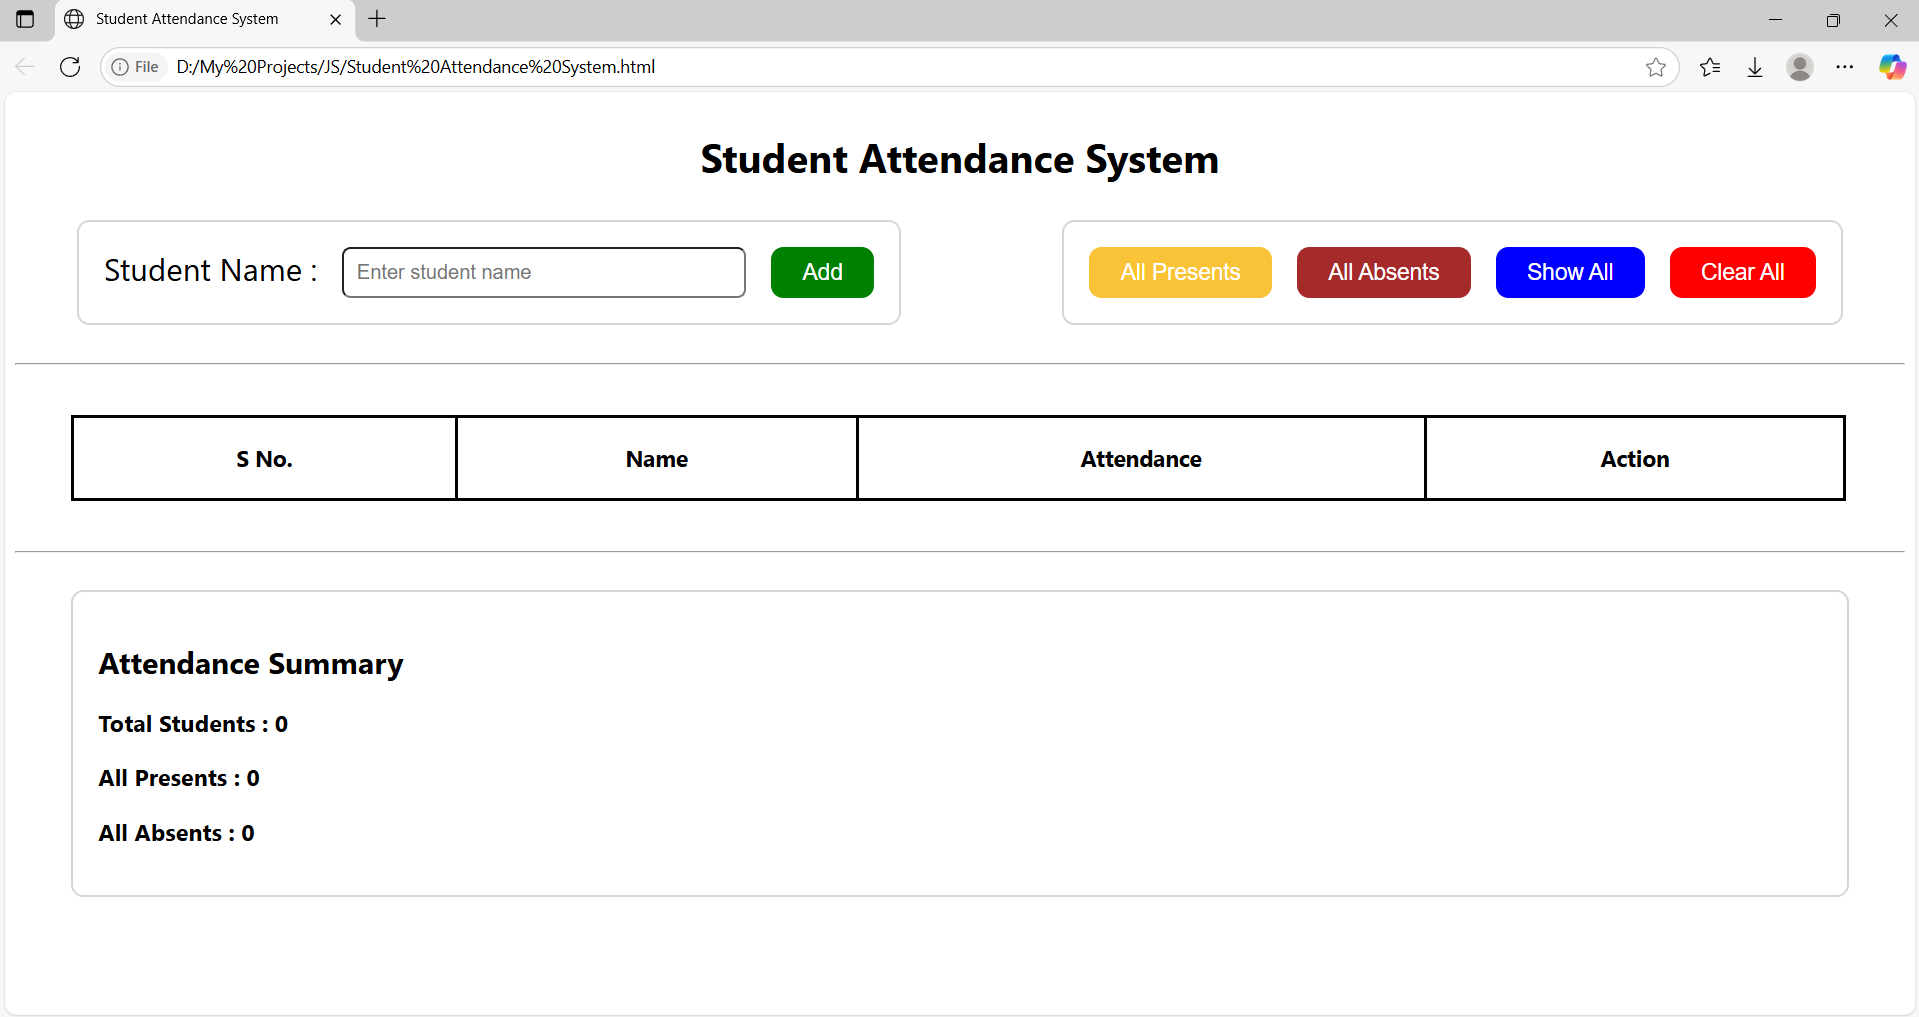 Student Attendance System
File D:/My%20Projects/JS/Student%20Attendance%20System.html
Student Attendance System
Student Name : Enter student name Add All Presents All Absents Show All Clear All
S No. Name Attendance Action
Attendance Summary
Total Students : 0
All Presents : 0
All Absents : 0